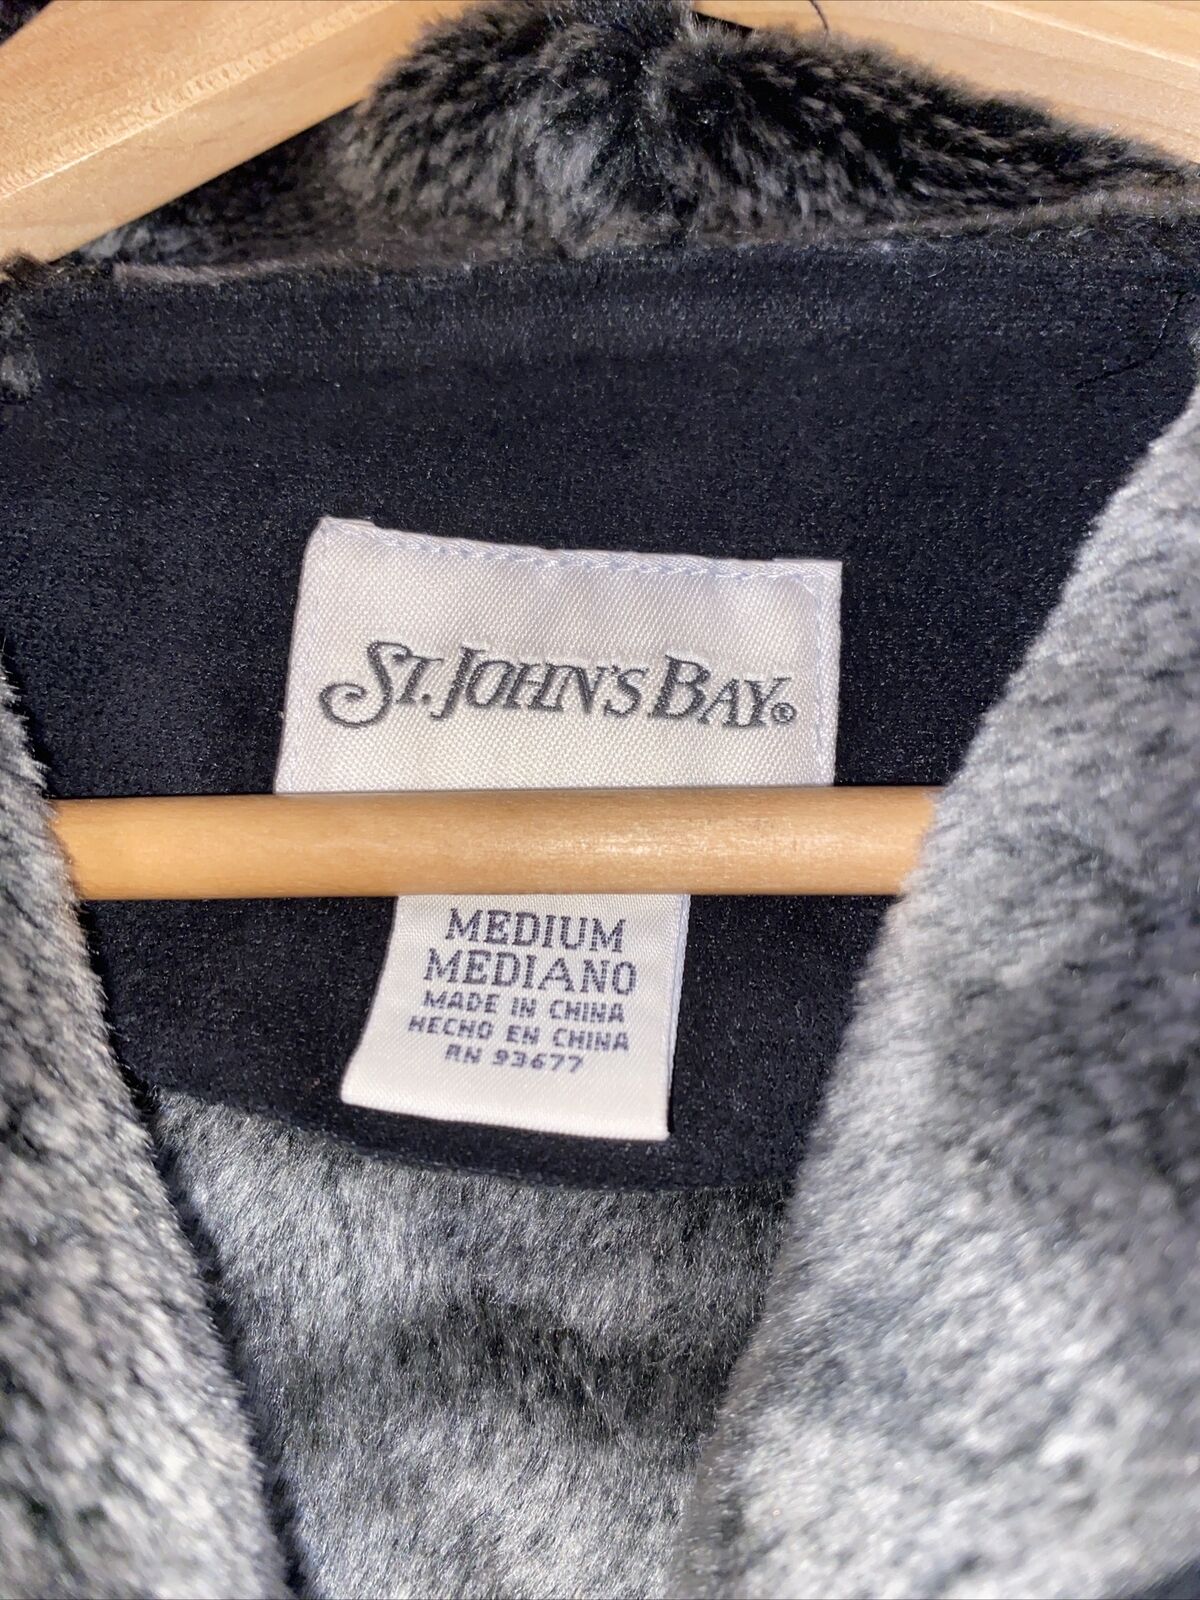 ST. JOHN'S BAY®
MEDIUM
MEDIANO
MADE IN CHINA
HECHO EN CHINA
RN 93677